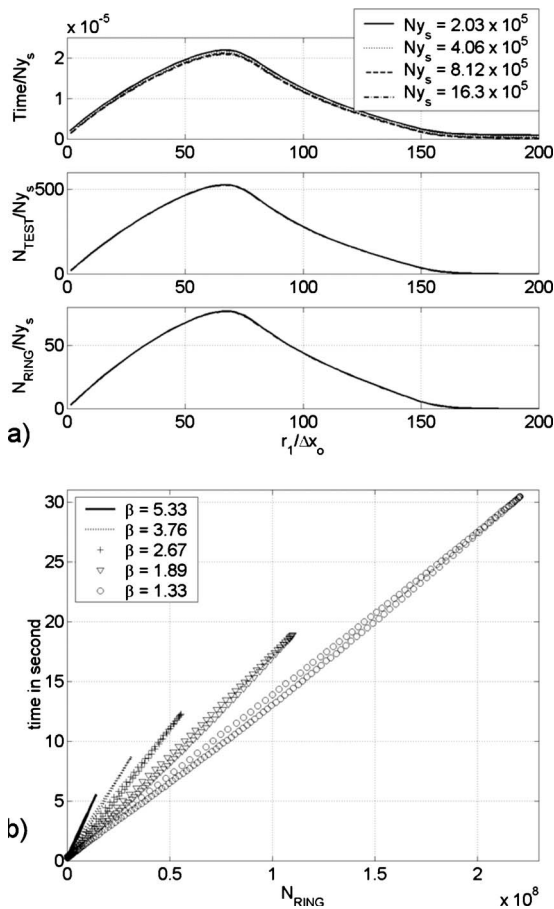 x 10^-5
Ny_s = 2.03 x 10^5
Ny_s = 4.06 x 10^5
Ny_s = 8.12 x 10^5
Ny_s = 16.3 x 10^5
Time/Ny_s
2
1
0
0 50 100 150 200
N_TEST/Ny_s
500
0
0 50 100 150 200
N_RING/Ny_s
50
0
0 50 100 150 200
r_1/Δx_o
a)
β = 5.33
β = 3.76
β = 2.67
β = 1.89
β = 1.33
time in second
30
25
20
15
10
5
0
0 0.5 1 1.5 2
N_RING
x 10^8
b)